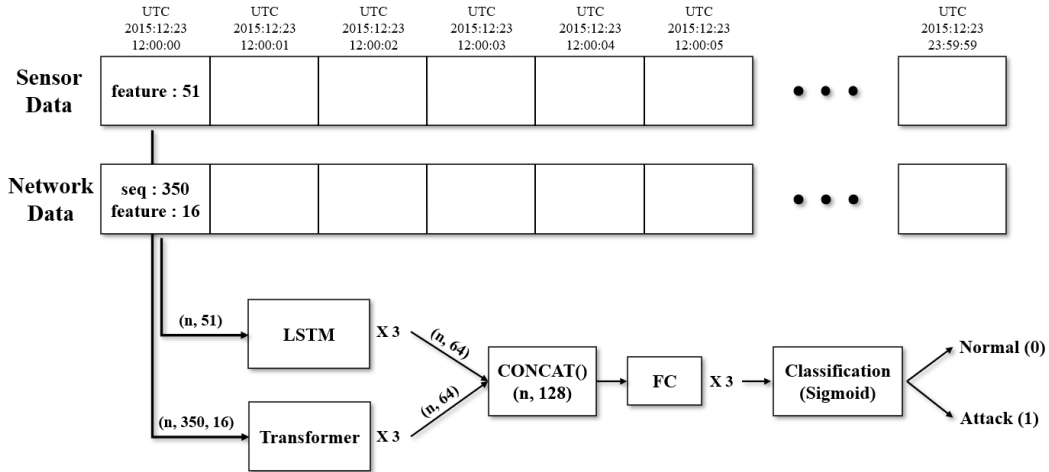 UTC
2015:12:23
12:00:00
UTC
2015:12:23
12:00:01
UTC
2015:12:23
12:00:02
UTC
2015:12:23
12:00:03
UTC
2015:12:23
12:00:04
UTC
2015:12:23
12:00:05
UTC
2015:12:23
23:59:59
Sensor
Data
feature : 51
Network
Data
seq : 350
feature : 16
(n, 51)
LSTM
X 3
(n, 64)
(n, 350, 16)
Transformer
X 3
(n, 64)
CONCAT()
(n, 128)
FC
X 3
Classification
(Sigmoid)
Normal (0)
Attack (1)